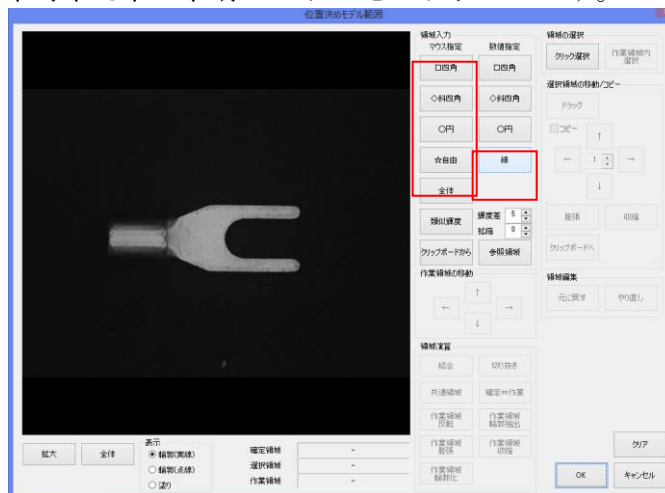 位置決めモデル範囲
領域入力
マウス指定
数値指定
□四角
□四角
◇斜四角
◇斜四角
○円
○円
☆自由
線
全体
類似輝度
輝度差
5
拡縮
0
クリップボードから
参照領域
作業領域の移動
↑
←
→
↓
領域演算
結合
切り抜き
共通領域
確定⇔作業
作業領域
反転
作業領域
輪郭抽出
作業領域
膨張
作業領域
収縮
作業領域
輪郭化
領域の選択
クリック選択
作業領域内
選択
選択領域の移動/コピー
ドラッグ
コピー
↑
←
1
→
↓
膨張
収縮
クリップボードへ
領域編集
元に戻す
やり直し
クリア
OK
キャンセル
拡大
全体
表示
輪郭(実線)
輪郭(点線)
塗り
確定領域
-
選択領域
-
作業領域
-